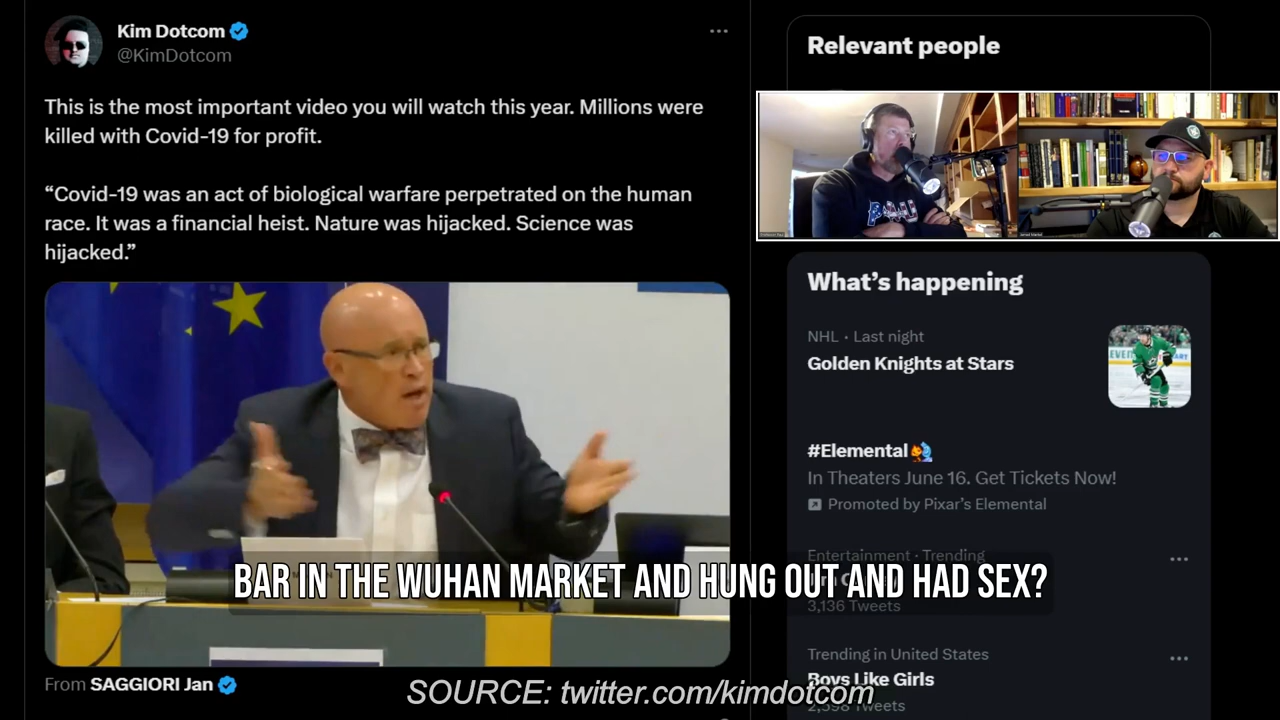 Kim Dotcom
@KimDotcom
This is the most important video you will watch this year. Millions were
killed with Covid-19 for profit.
“Covid-19 was an act of biological warfare perpetrated on the human
race. It was a financial heist. Nature was hijacked. Science was
hijacked.”
From SAGGIORI Jan
Relevant people
What’s happening
NHL · Last night
Golden Knights at Stars
#Elemental
In Theaters June 16. Get Tickets Now!
Promoted by Pixar’s Elemental
Entertainment · Trending
3,136 Tweets
Trending in United States
Boys Like Girls
2,598 Tweets
BAR IN THE WUHAN MARKET AND HUNG OUT AND HAD SEX?
SOURCE: twitter.com/kimdotcom